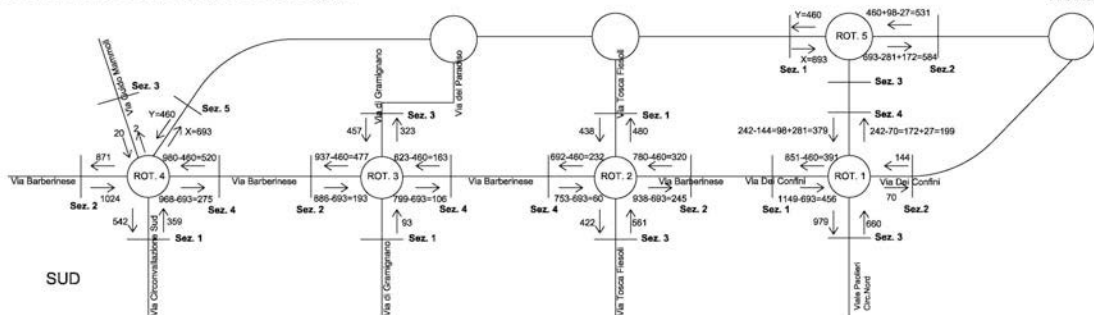 Y=460
460+98-27=531
ROT. 5
X=693
693-281+172=584
Sez. 1
Sez.2
Sez. 3
Sez. 4
Via Guido Mammoli
Sez. 3
Sez. 5
Y=460
X=693
20
2
Via di Gramignano
Via del Paradiso
Sez. 3
457
323
Via Tosca Fiesoli
Sez. 1
438
480
242-144=98+281=379
242-70=172+27=199
871
980-460=520
937-460=477
623-460=163
692-460=232
780-460=320
851-460=391
144
Via Barberinese
ROT. 4
Via Barberinese
ROT. 3
Via Barberinese
ROT. 2
Via Barberinese
Via Dei Confini
ROT. 1
Via Dei Confini
1024
968-693=275
886-693=193
799-693=106
753-693=60
938-693=245
1149-693=456
70
Sez. 2
Sez. 4
Sez. 2
Sez. 4
Sez. 4
Sez. 2
Sez. 1
Sez.2
542
359
93
422
561
979
660
Sez. 1
Sez. 1
Sez. 3
Sez. 3
Via Circonvallazione Sud
Via di Gramignano
Via Tosca Fiesoli
Viale Paolieri
Circ.Nord
SUD